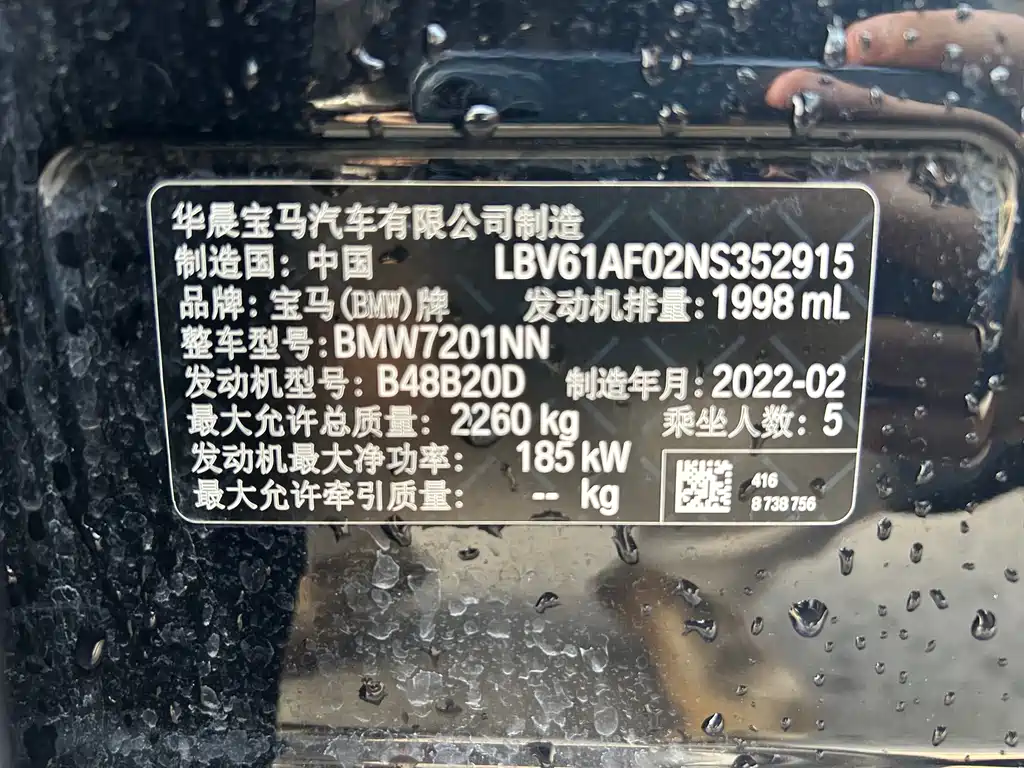 华晨宝马汽车有限公司制造
制造国：中国 LBV61AF02NS352915
品牌：宝马(BMW)牌 发动机排量：1998 mL
整车型号：BMW7201NN
发动机型号：B48B20D 制造年月：2022-02
最大允许总质量：2260 kg 乘坐人数：5
发动机最大净功率： 185 kW
最大允许牵引质量： -- kg
416
8738756